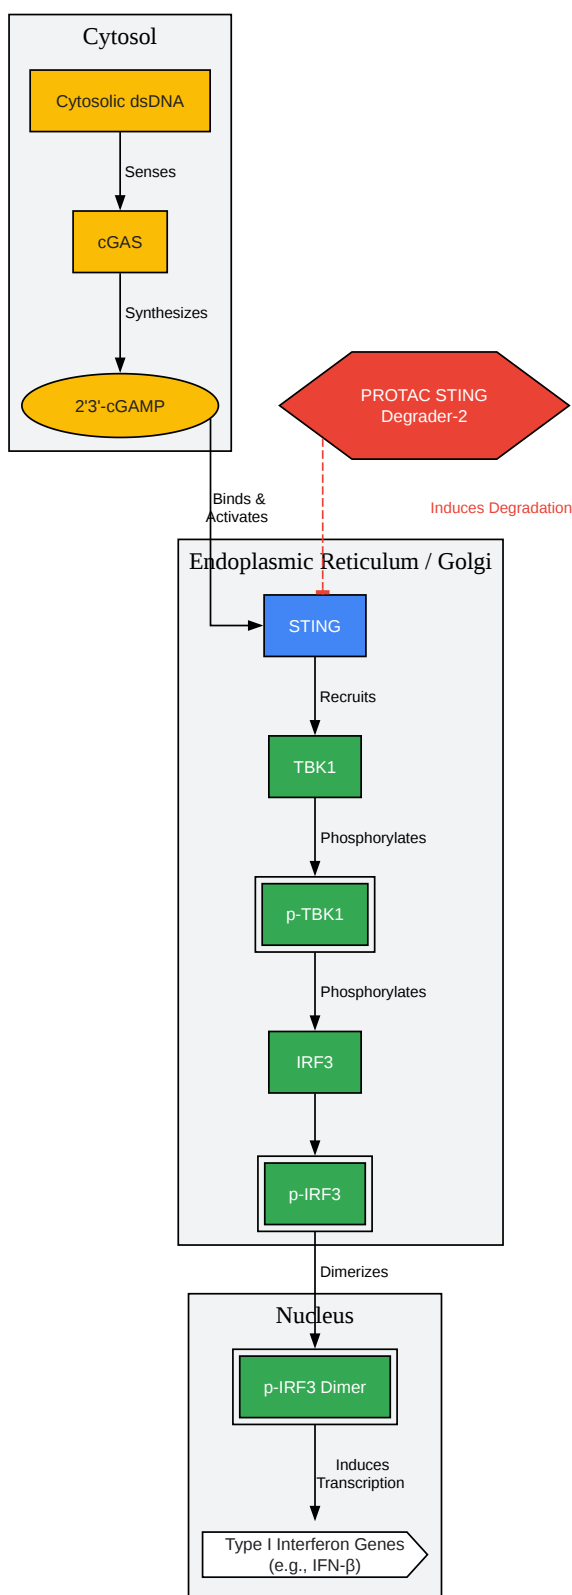 Cytosol
Cytosolic dsDNA
Senses
cGAS
Synthesizes
2'3'-cGAMP
PROTAC STING
Degrader-2
Binds &
Activates
Induces Degradation
Endoplasmic Reticulum / Golgi
STING
Recruits
TBK1
Phosphorylates
p-TBK1
Phosphorylates
IRF3
p-IRF3
Dimerizes
Nucleus
p-IRF3 Dimer
Induces
Transcription
Type I Interferon Genes
(e.g., IFN-β)